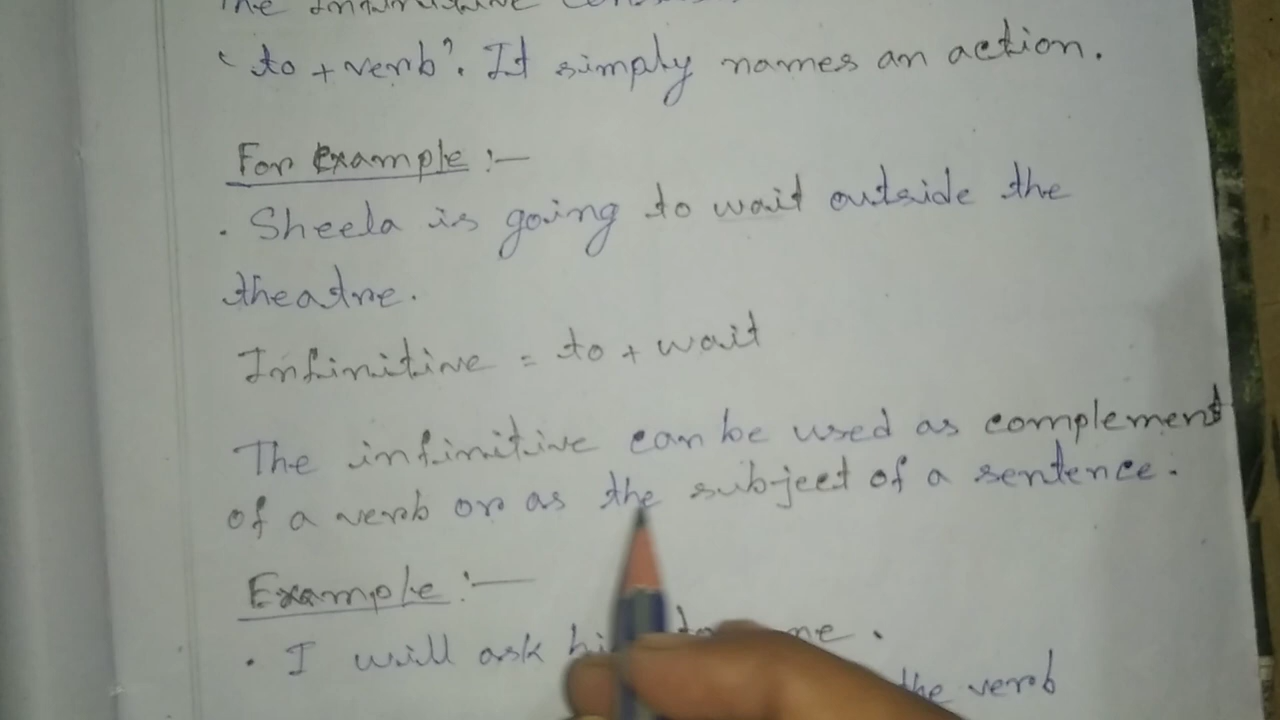 The Infinitive
'to + verb'. It simply names an action.
For Example :-
. Sheela is going to wait outside the
theatre.
Infinitive = to + wait
The infinitive can be used as complement
of a verb or as the subject of a sentence.
Example :-
. I will ask
the verb